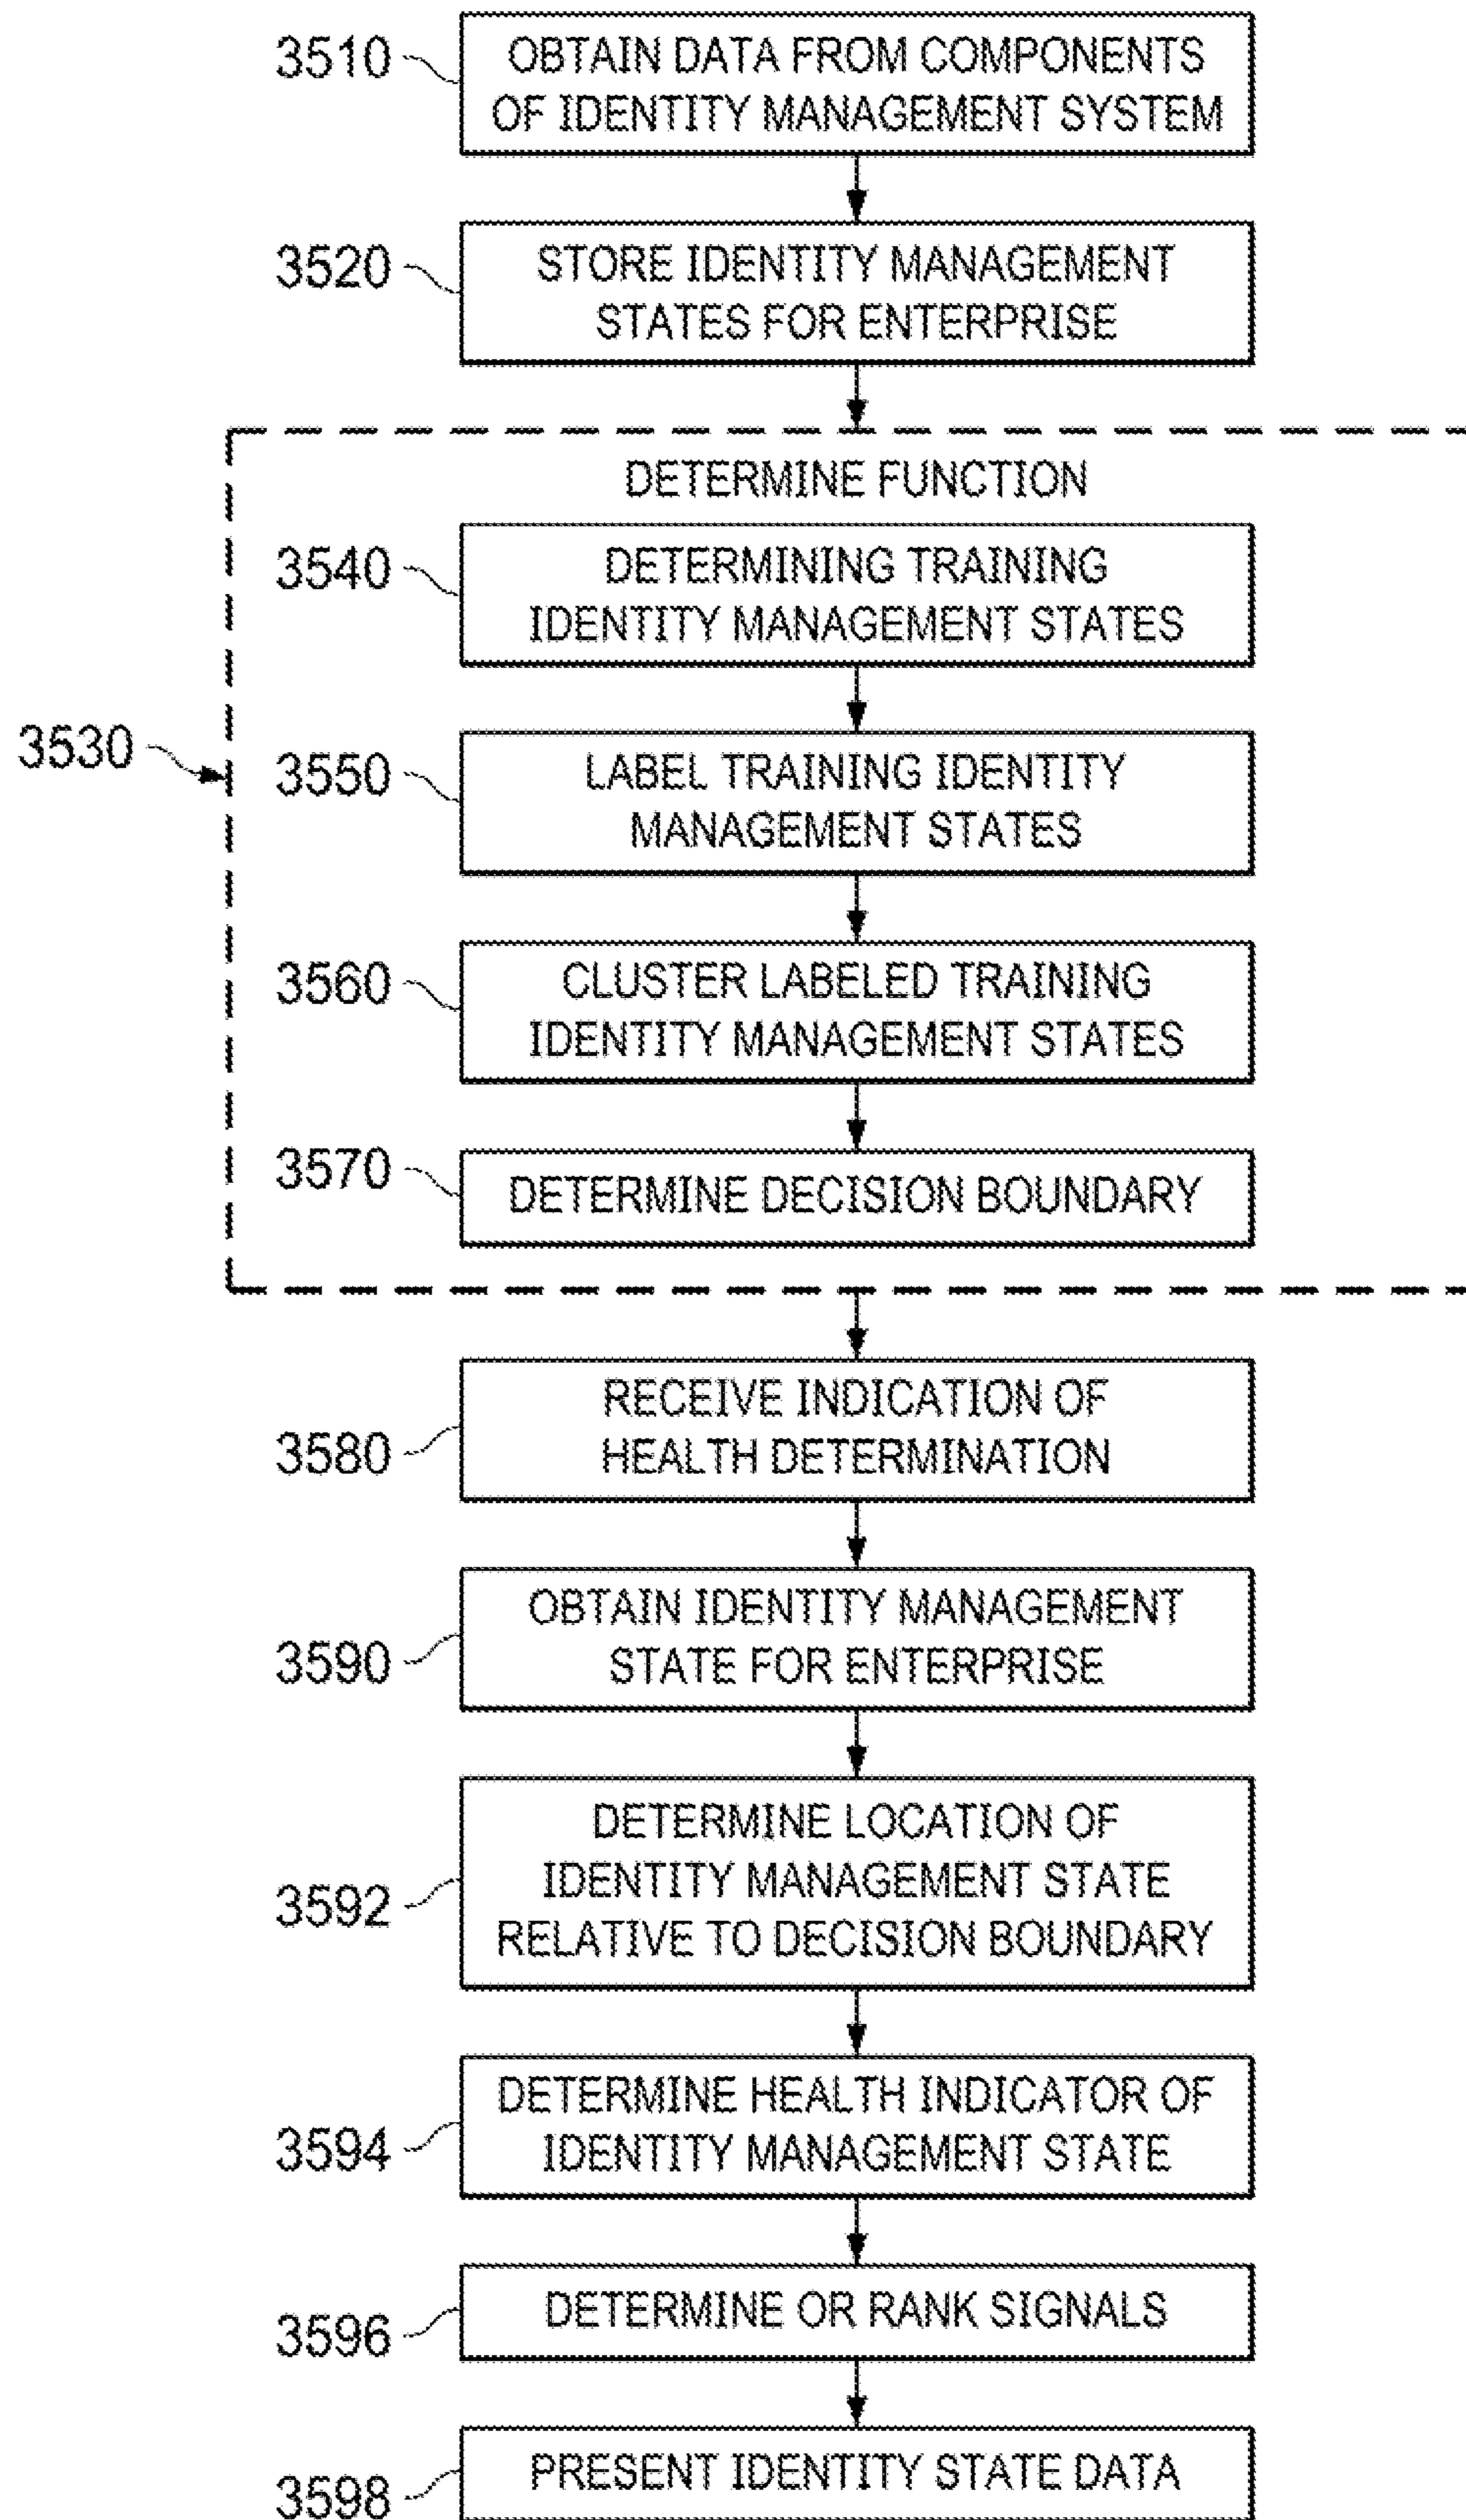 3510
OBTAIN DATA FROM COMPONENTS
OF IDENTITY MANAGEMENT SYSTEM
3520
STORE IDENTITY MANAGEMENT
STATES FOR ENTERPRISE
DETERMINE FUNCTION
3540
DETERMINING TRAINING
IDENTITY MANAGEMENT STATES
3530
3550
LABEL TRAINING IDENTITY
MANAGEMENT STATES
3560
CLUSTER LABELED TRAINING
IDENTITY MANAGEMENT STATES
3570
DETERMINE DECISION BOUNDARY
RECEIVE INDICATION OF
HEALTH DETERMINATION
3580
OBTAIN IDENTITY MANAGEMENT
STATE FOR ENTERPRISE
3590
DETERMINE LOCATION OF
IDENTITY MANAGEMENT STATE
RELATIVE TO DECISION BOUNDARY
3592
DETERMINE HEALTH INDICATOR OF
IDENTITY MANAGEMENT STATE
3594
DETERMINE OR RANK SIGNALS
3596
PRESENT IDENTITY STATE DATA
3598